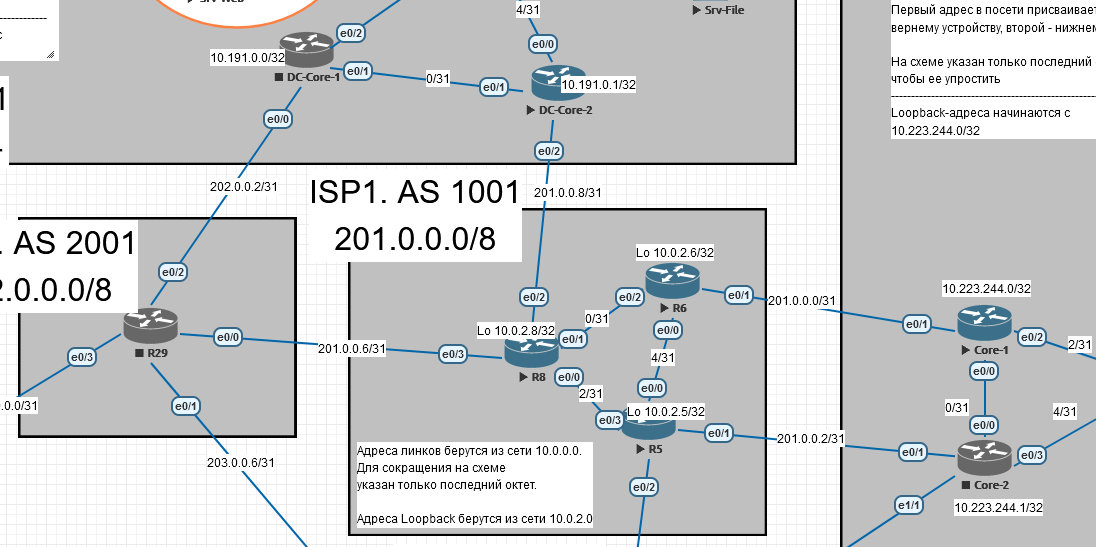 Srv-Web
4/31
Srv-File
Первый адрес в посети присваивает
вернему устройству, второй - нижнем
На схеме указан только последний
чтобы ее упростить
Loopback-адреса начинаются с
10.223.244.0/32
с
e0/2
10.191.0.0/32
DC-Core-1
e0/1
0/31
e0/1
e0/0
10.191.0.1/32
DC-Core-2
e0/0
e0/2
202.0.0.2/31
ISP1. AS 1001
201.0.0.0/8
201.0.0.8/31
. AS 2001
2.0.0.0/8
e0/2
R29
e0/0
e0/3
.0.0/31
e0/1
203.0.0.6/31
201.0.0.6/31
e0/3
e0/2
Lo 10.0.2.8/32
R8
e0/1
0/31
e0/2
Lo 10.0.2.6/32
R6
e0/1
201.0.0.0/31
e0/0
4/31
e0/0
e0/0
2/31
e0/3
Lo 10.0.2.5/32
R5
e0/1
201.0.0.2/31
e0/2
Адреса линков берутся из сети 10.0.0.0.
Для сокращения на схеме
указан только последний октет.
Адреса Loopback берутся из сети 10.0.2.0
10.223.244.0/32
e0/1
Core-1
e0/2
2/31
e0/0
0/31
4/31
e0/0
e0/1
Core-2
e0/3
e1/1
10.223.244.1/32